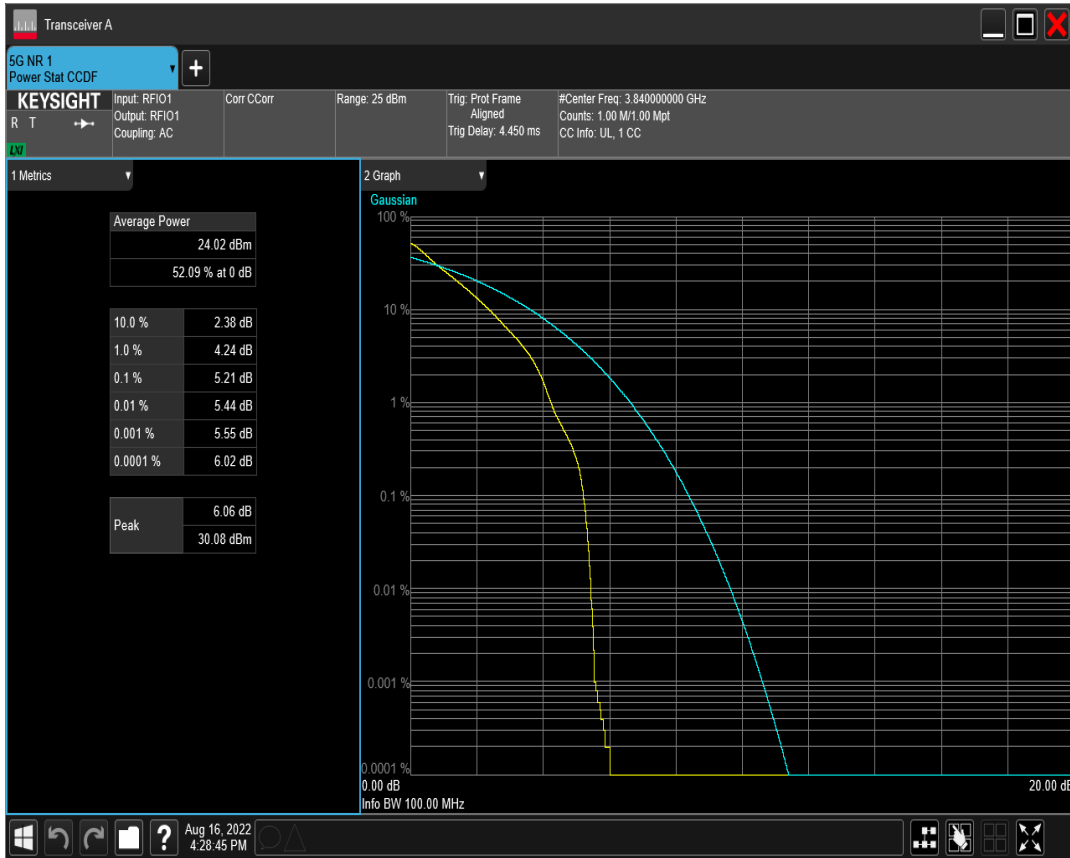 Transceiver A
5G NR 1
Power Stat CCDF
+
KEYSIGHT
R T
LXI
Input: RFIO1
Output: RFIO1
Coupling: AC
Corr CCorr
Range: 25 dBm
Trig: Prot Frame
Aligned
Trig Delay: 4.450 ms
#Center Freq: 3.840000000 GHz
Counts: 1.00 M/1.00 Mpt
CC Info: UL, 1 CC
1 Metrics
Average Power
24.02 dBm
52.09 % at 0 dB
10.0 % 2.38 dB
1.0 % 4.24 dB
0.1 % 5.21 dB
0.01 % 5.44 dB
0.001 % 5.55 dB
0.0001 % 6.02 dB
Peak 6.06 dB
30.08 dBm
2 Graph
Gaussian
100 %
10 %
1 %
0.1 %
0.01 %
0.001 %
0.0001 %
0.00 dB 20.00 dB
Info BW 100.00 MHz
?
Aug 16, 2022
4:28:45 PM